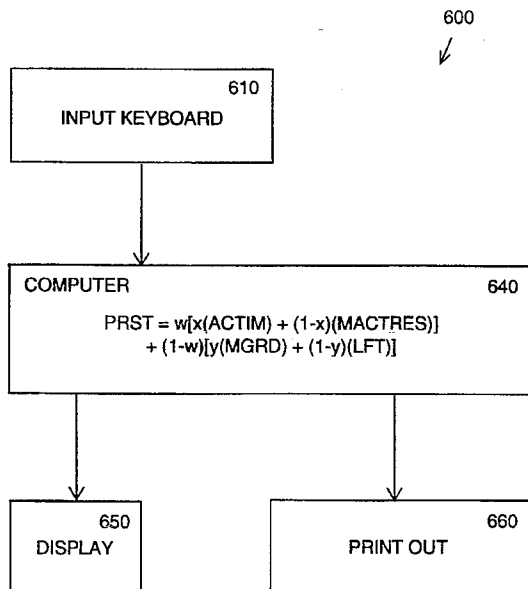 600
610
INPUT KEYBOARD
COMPUTER 640
PRST = w[x(ACTIM) + (1-x)(MACTRES)]
+ (1-w)[y(MGRD) + (1-y)(LFT)]
650
DISPLAY
660
PRINT OUT